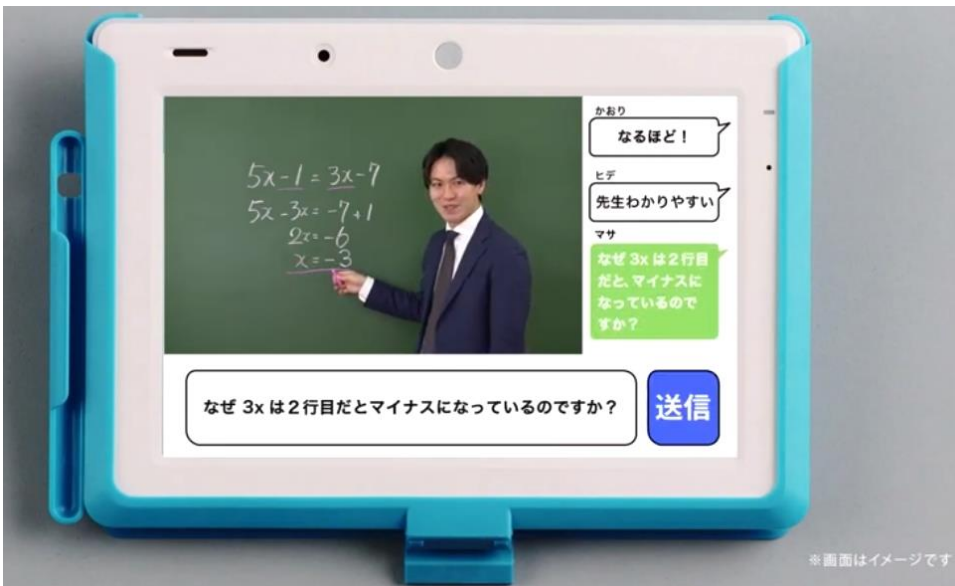 5x-1=3x-7
5x-3x=-7+1
2x=-6
x=-3
かおり
なるほど！
ヒデ
先生わかりやすい
マサ
なぜ 3x は２行目
だと、マイナスに
なっているので
すか？
なぜ 3x は２行目だとマイナスになっているのですか？
送信
※画面はイメージです